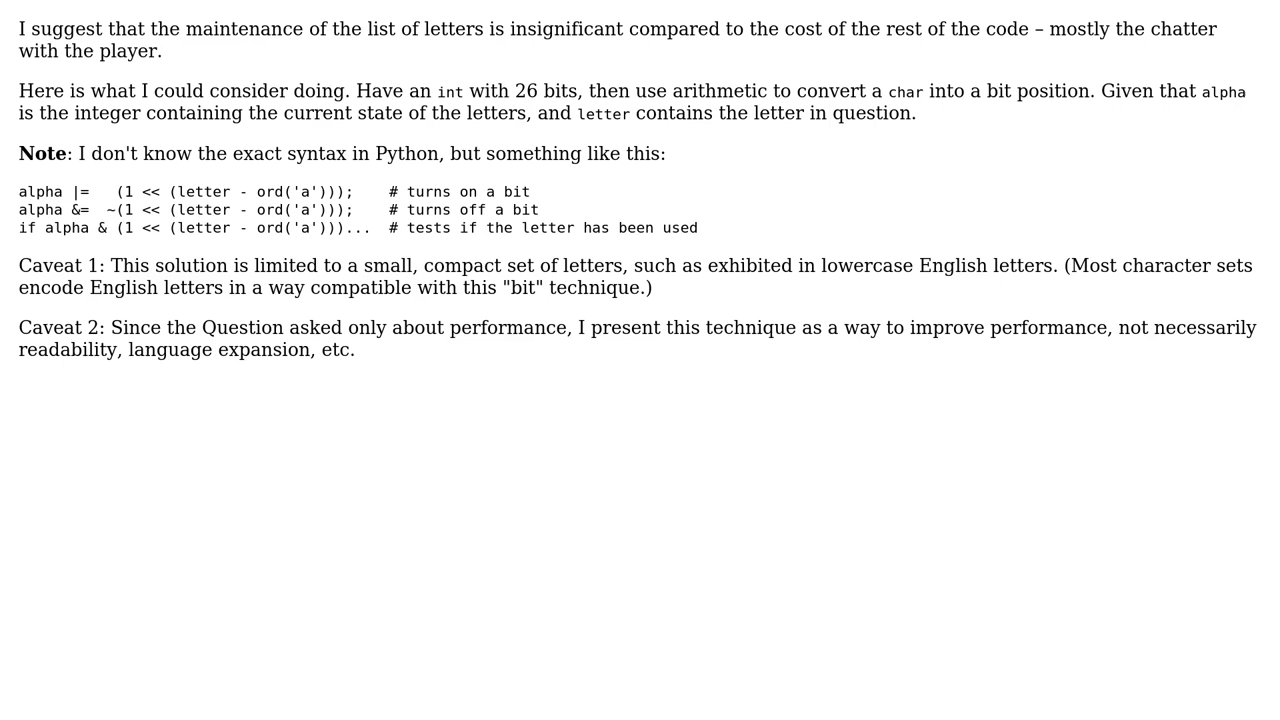 I suggest that the maintenance of the list of letters is insignificant compared to the cost of the rest of the code – mostly the chatter
with the player.
Here is what I could consider doing. Have an int with 26 bits, then use arithmetic to convert a char into a bit position. Given that alpha
is the integer containing the current state of the letters, and letter contains the letter in question.
Note: I don't know the exact syntax in Python, but something like this:
alpha |=   (1 << (letter - ord('a')));    # turns on a bit
alpha &=  ~(1 << (letter - ord('a')));    # turns off a bit
if alpha & (1 << (letter - ord('a')))...  # tests if the letter has been used
Caveat 1: This solution is limited to a small, compact set of letters, such as exhibited in lowercase English letters. (Most character sets
encode English letters in a way compatible with this "bit" technique.)
Caveat 2: Since the Question asked only about performance, I present this technique as a way to improve performance, not necessarily
readability, language expansion, etc.